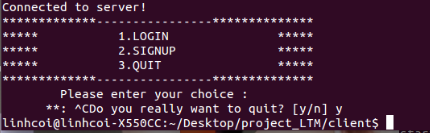 Connected to server!
*************---------------**************
***** 1.LOGIN *****
***** 2.SIGNUP *****
***** 3.QUIT *****
*************---------------**************
Please enter your choice :
**: ^CDo you really want to quit? [y/n] y
linhcoi@linhcoi-X550CC:~/Desktop/project_LTM/client$